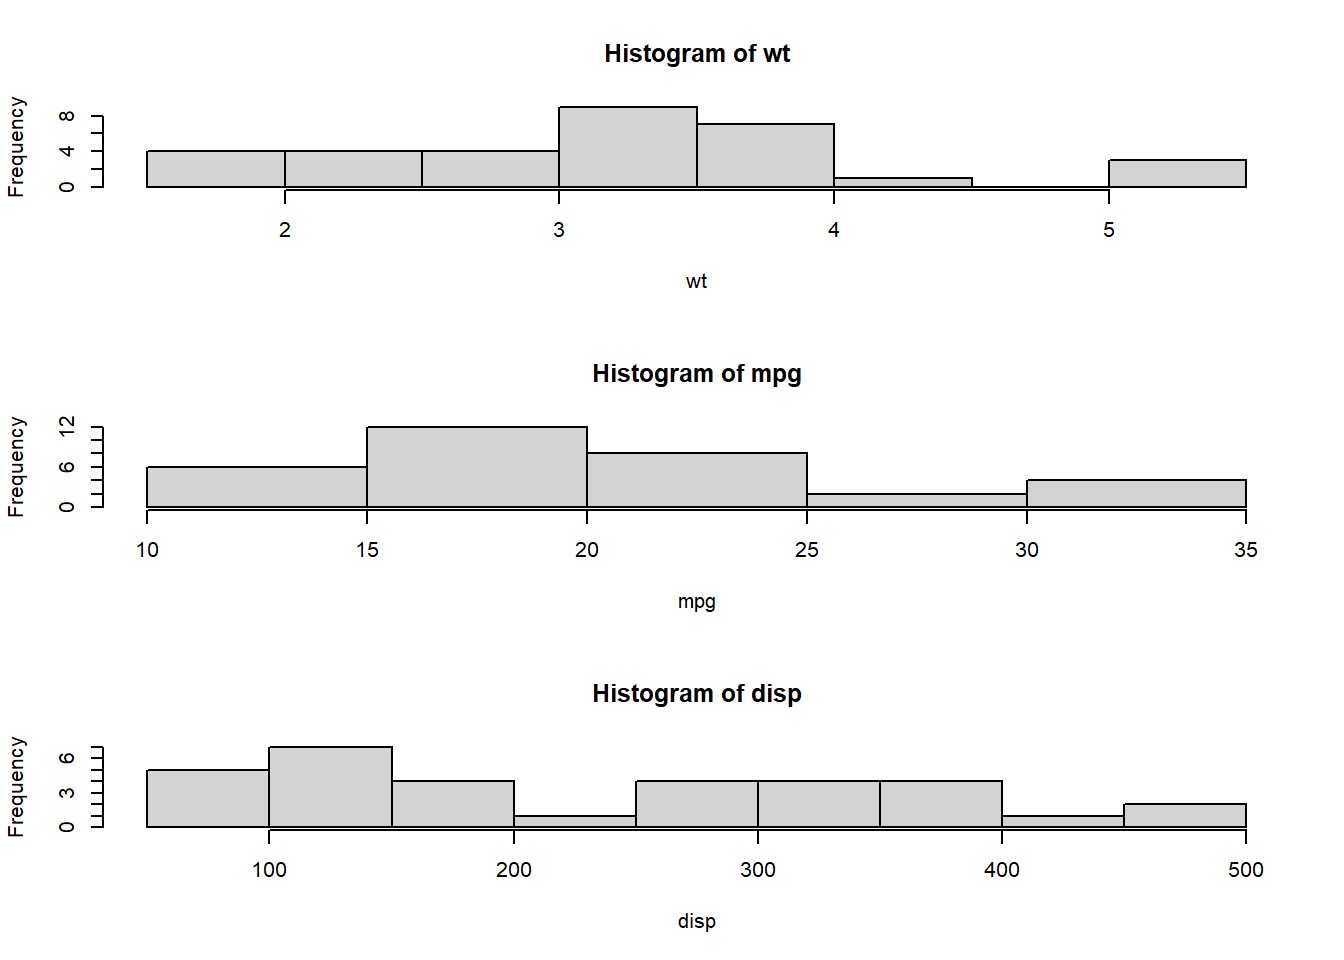 Histogram of wt
Frequency
0 4 8
2 3 4 5
wt
Histogram of mpg
Frequency
0 6 12
10 15 20 25 30 35
mpg
Histogram of disp
Frequency
0 3 6
100 200 300 400 500
disp